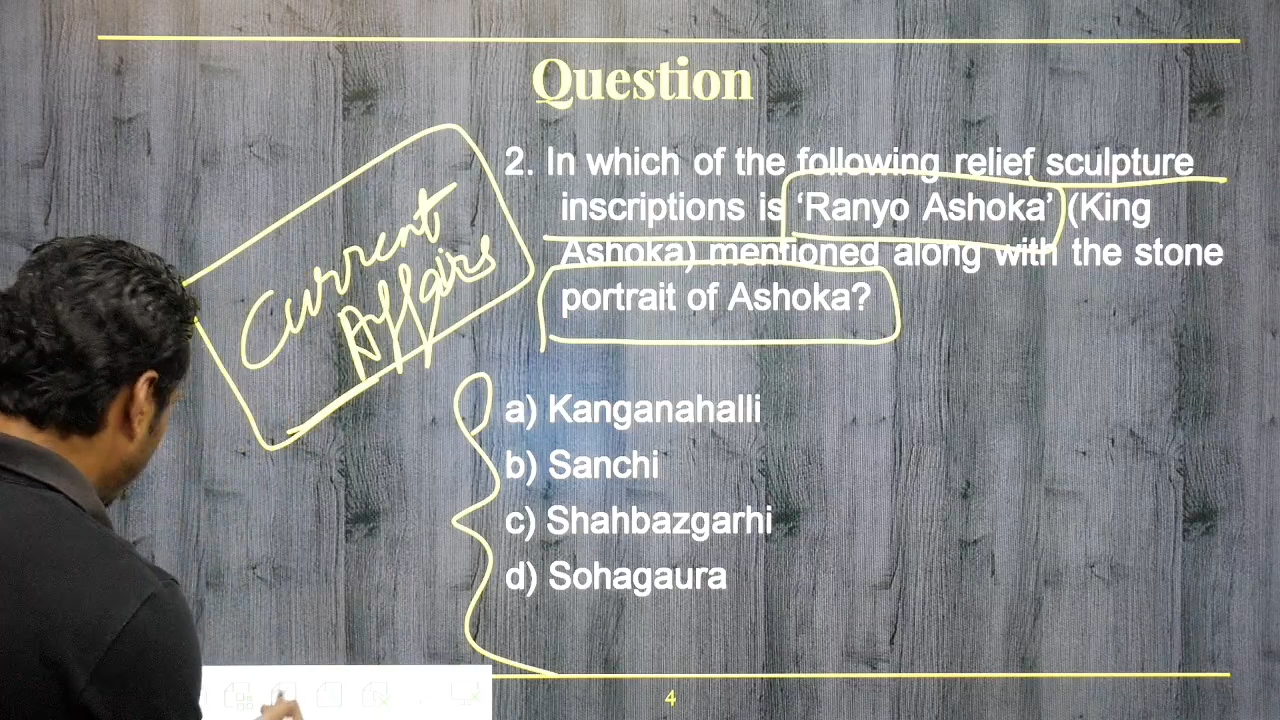 Question
2. In which of the following relief sculpture
inscriptions is ‘Ranyo Ashoka’ (King
Ashoka) mentioned along with the stone
portrait of Ashoka?
Current
Affairs
a) Kanganahalli
b) Sanchi
c) Shahbazgarhi
d) Sohagaura
4